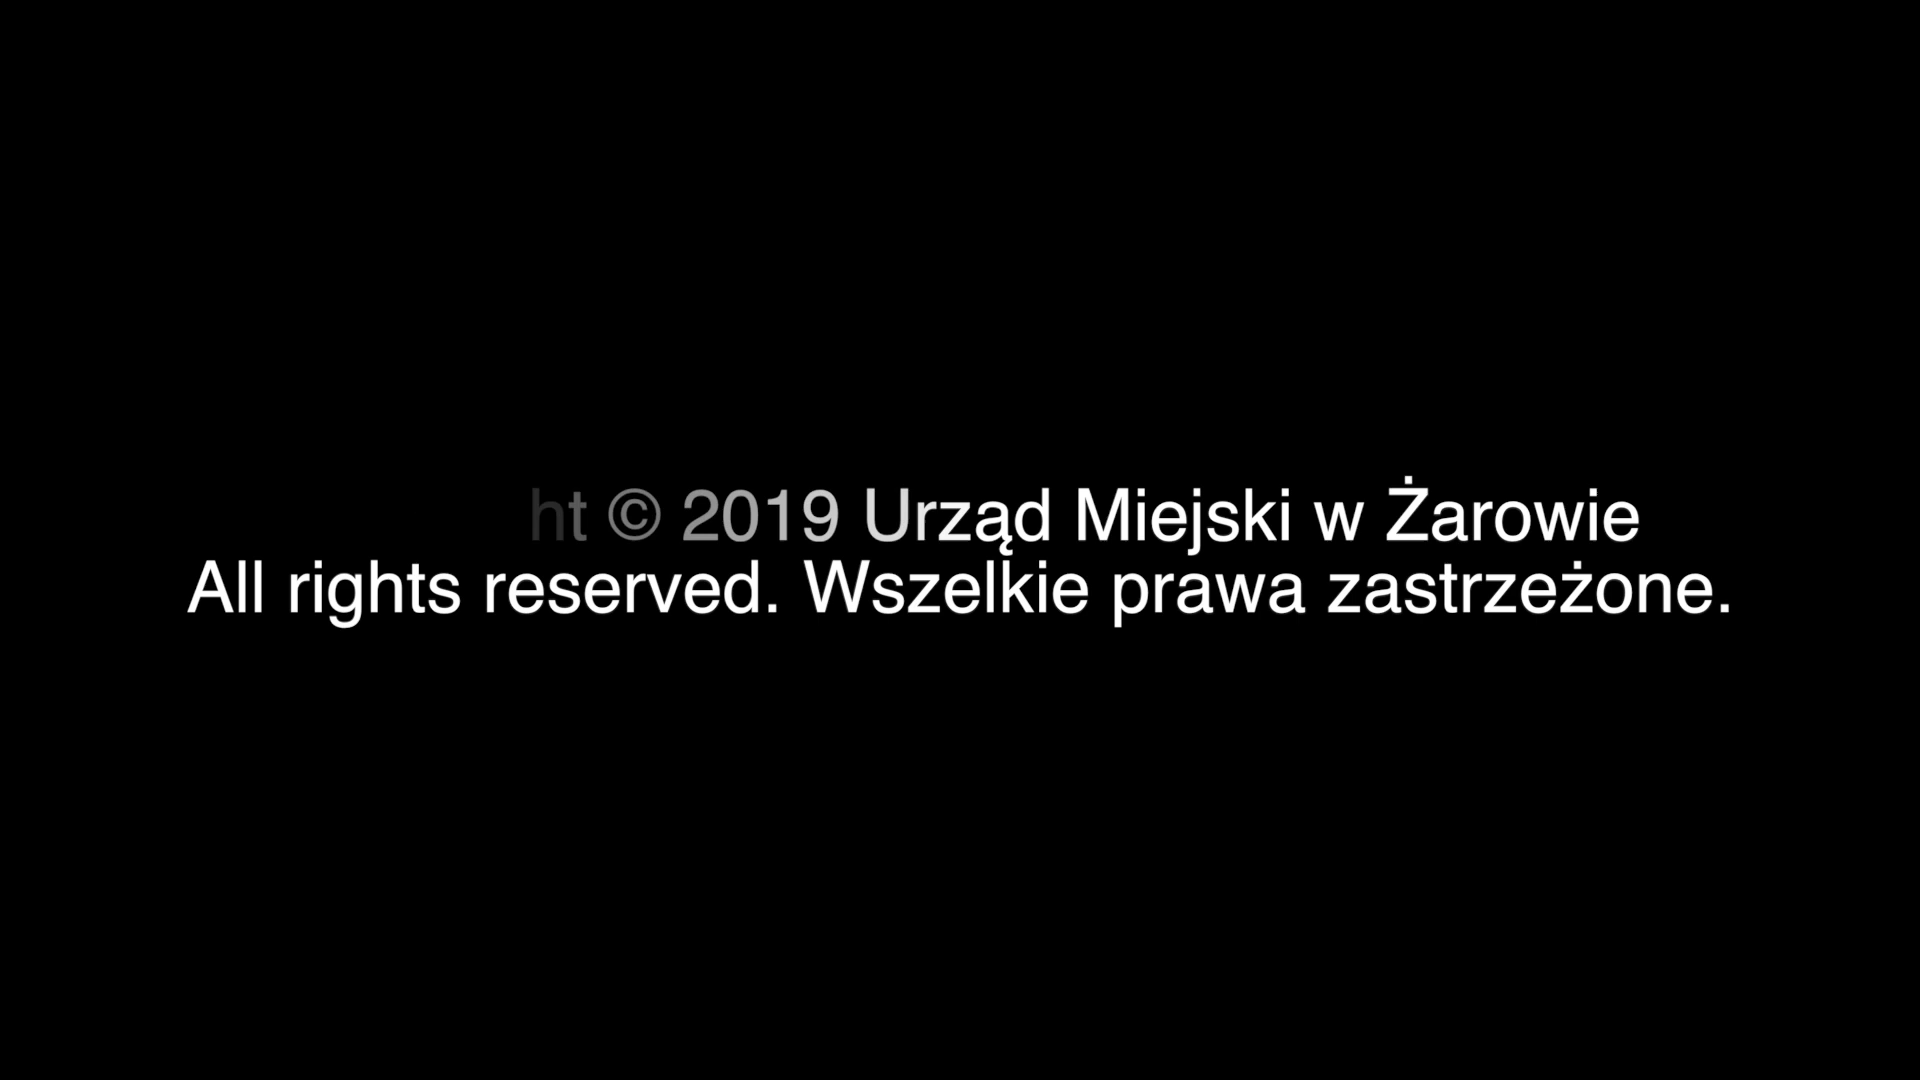 ht © 2019 Urząd Miejski w Żarowie
All rights reserved. Wszelkie prawa zastrzeżone.